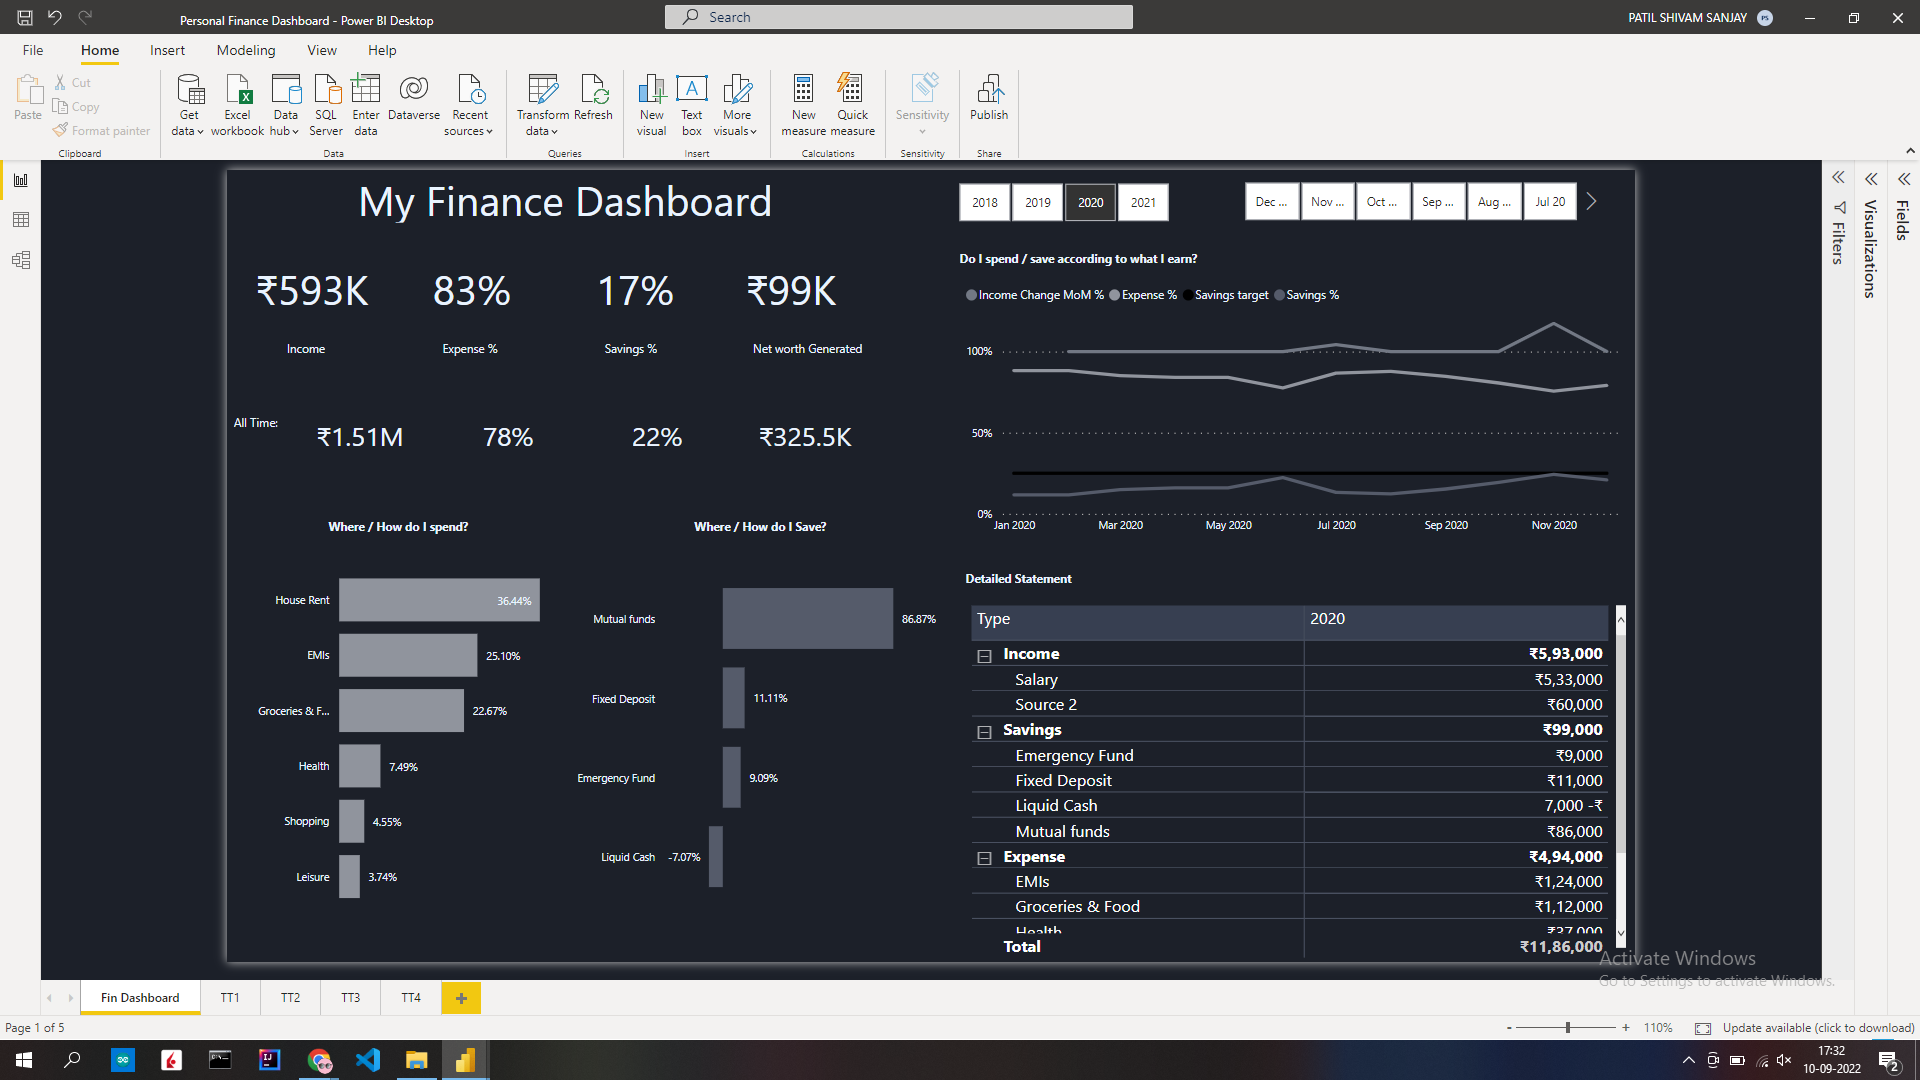 Personal Finance Dashboard - Power BI Desktop
Search
PATIL SHIVAM SANJAY
PS
File Home Insert Modeling View Help
Paste
Cut
Copy
Format painter
Clipboard
Get data
Excel workbook
Data hub
SQL Server
Enter data
Dataverse
Recent sources
Data
Transform data
Refresh
Queries
New visual
Text box
More visuals
Insert
New measure
Quick measure
Calculations
Sensitivity
Sensitivity
Publish
Share
My Finance Dashboard
2018 2019 2020 2021
Dec ... Nov ... Oct ... Sep ... Aug ... Jul 20
₹593K 83% 17% ₹99K
Income Expense % Savings % Net worth Generated
All Time: ₹1.51M 78% 22% ₹325.5K
Do I spend / save according to what I earn?
Income Change MoM % Expense % Savings target Savings %
100%
50%
0%
Jan 2020 Mar 2020 May 2020 Jul 2020 Sep 2020 Nov 2020
Where / How do I spend?
House Rent 36.44%
EMIs 25.10%
Groceries & F... 22.67%
Health 7.49%
Shopping 4.55%
Leisure 3.74%
Where / How do I Save?
Mutual funds 86.87%
Fixed Deposit 11.11%
Emergency Fund 9.09%
Liquid Cash -7.07%
Detailed Statement
Type 2020
Income ₹5,93,000
Salary ₹5,33,000
Source 2 ₹60,000
Savings ₹99,000
Emergency Fund ₹9,000
Fixed Deposit ₹11,000
Liquid Cash 7,000 -₹
Mutual funds ₹86,000
Expense ₹4,94,000
EMIs ₹1,24,000
Groceries & Food ₹1,12,000
Health ₹37,000
Total ₹11,86,000
Filters
Visualizations
Fields
Activate Windows
Go to Settings to activate Windows.
Fin Dashboard TT1 TT2 TT3 TT4 +
Page 1 of 5
- + 110% Update available (click to download)
17:32
10-09-2022
2